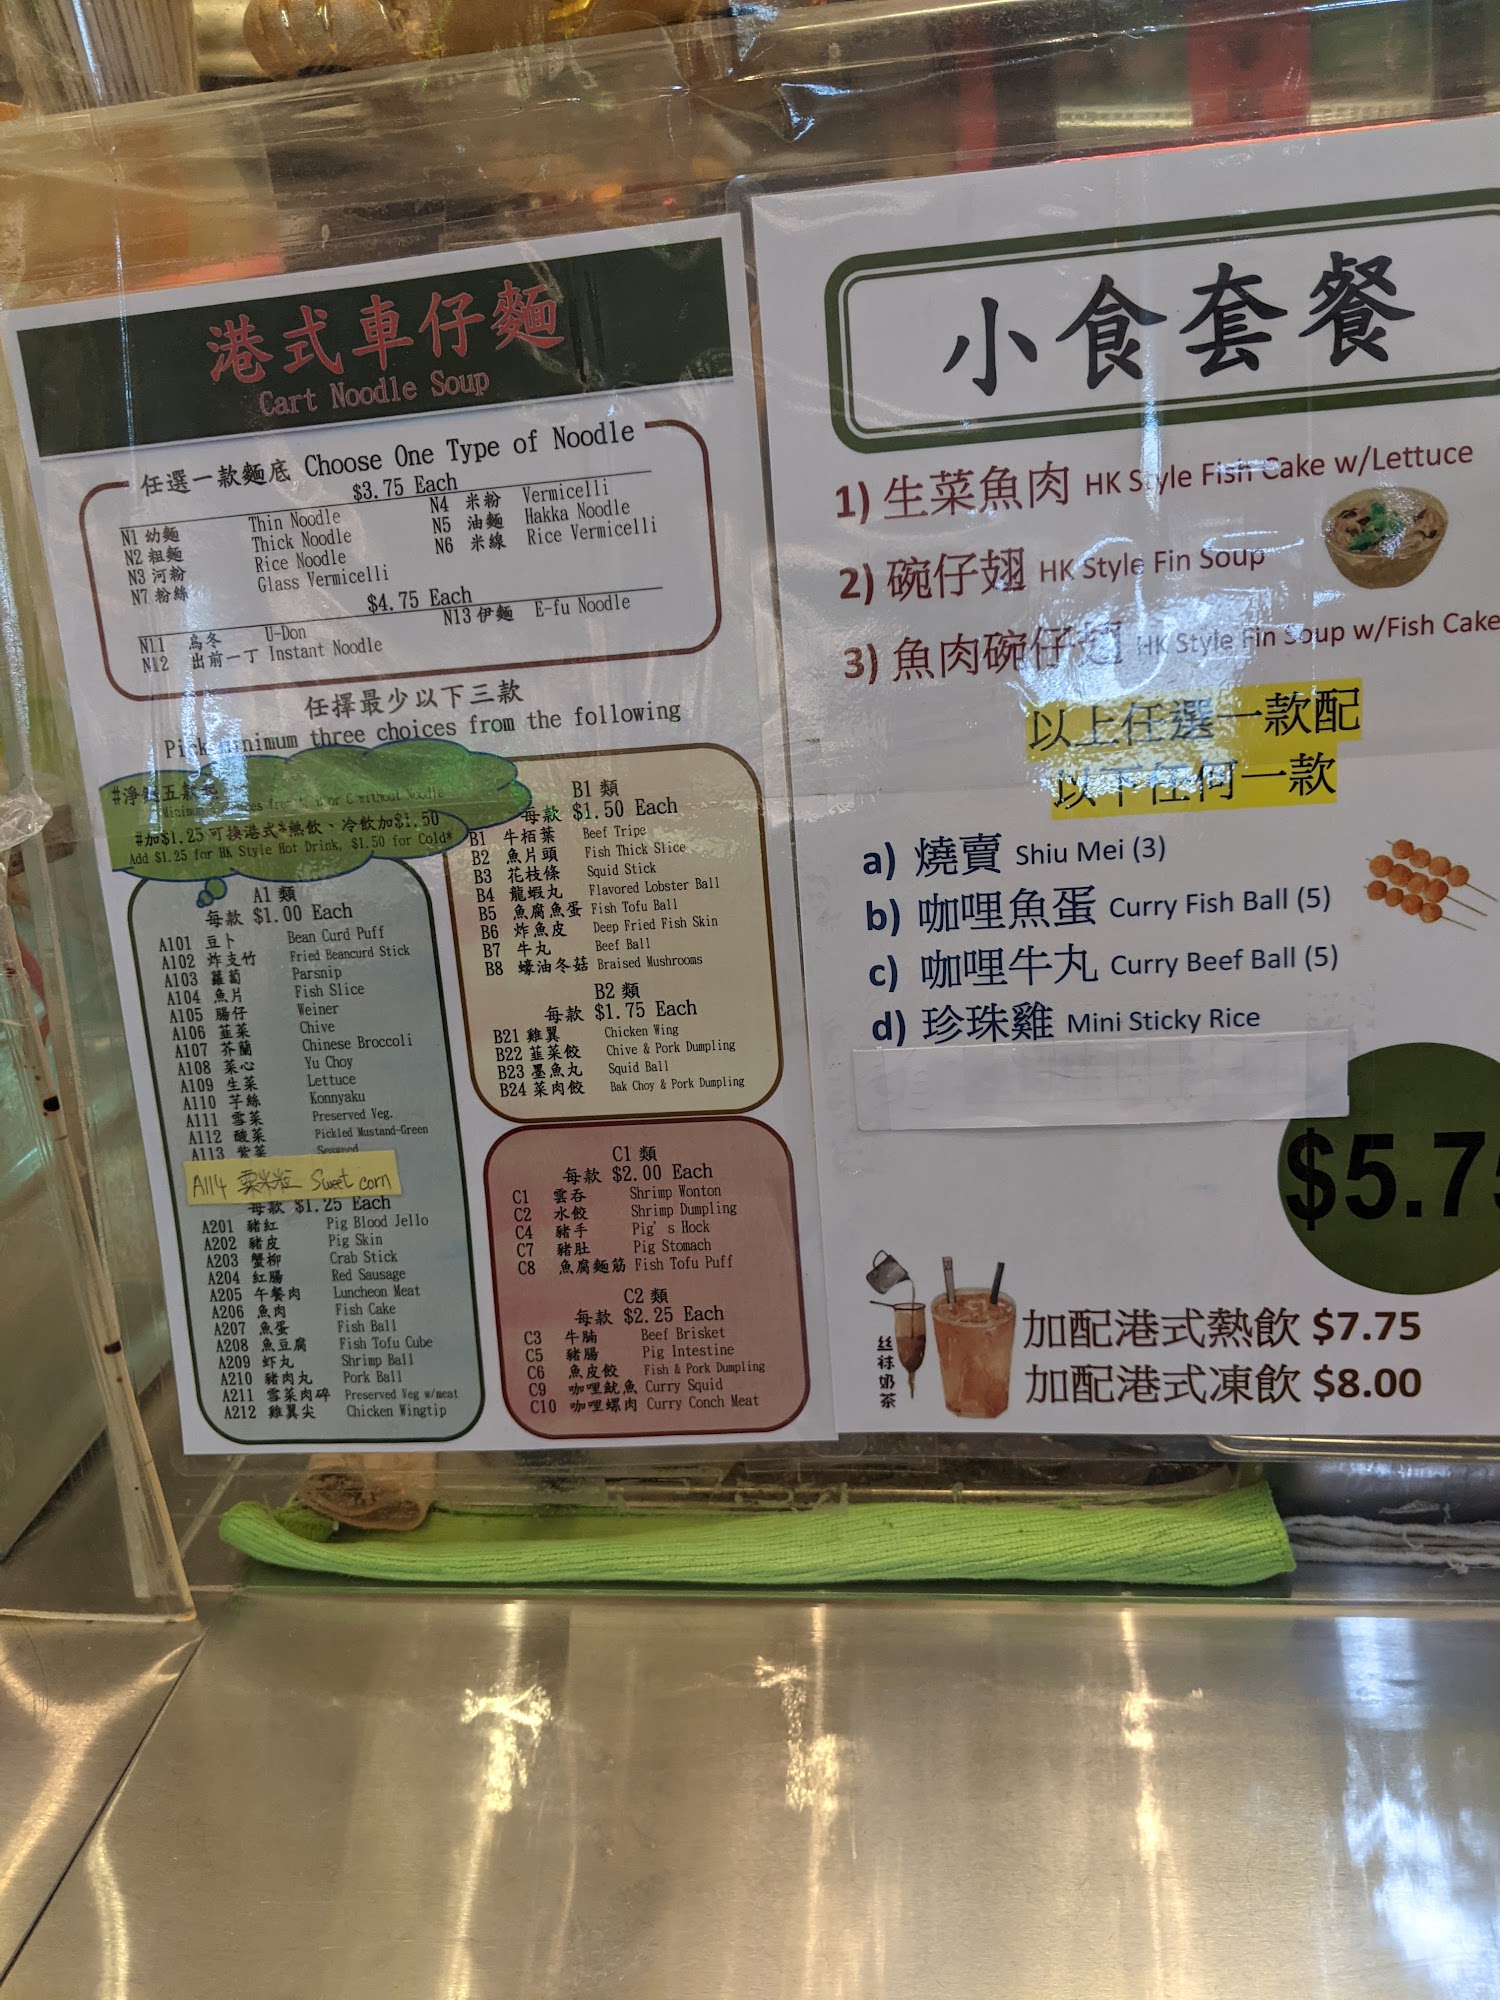 港式車仔麵
Cart Noodle Soup
任選一款麵底 Choose One Type of Noodle
$3.75 Each
N1 幼麵 Thin Noodle
N2 粗麵 Thick Noodle
N3 河粉 Rice Noodle
N7 粉絲 Glass Vermicelli
N4 米粉 Vermicelli
N5 油麵 Hakka Noodle
N6 米線 Rice Vermicelli
$4.75 Each
N11 烏冬 U-Don
N12 出前一丁 Instant Noodle
N13 伊麵 E-fu Noodle
任擇最少以下三款
Pick minimum three choices from the following
五款
without Noodle
#加$1.25可換港式*熱飲、冷飲加$1.50
Add $1.25 for HK Style Hot Drink, $1.50 for Cold*
A1 類
每款 $1.00 Each
A101 豆卜 Bean Curd Puff
A102 炸支竹 Fried Beancurd Stick
A103 蘿蔔 Parsnip
A104 魚片 Fish Slice
A105 腸仔 Weiner
A106 韮菜 Chive
A107 芥蘭 Chinese Broccoli
A108 菜心 Yu Choy
A109 生菜 Lettuce
A110 芋絲 Konnyaku
A111 雪菜 Preserved Veg.
A112 酸菜 Pickled Mustand-Green
A113 紫菜 Seaweed
A114 粟米粒 Sweet corn
每款 $1.25 Each
A201 豬紅 Pig Blood Jello
A202 豬皮 Pig Skin
A203 蟹柳 Crab Stick
A204 紅腸 Red Sausage
A205 午餐肉 Luncheon Meat
A206 魚肉 Fish Cake
A207 魚蛋 Fish Ball
A208 魚豆腐 Fish Tofu Cube
A209 虾丸 Shrimp Ball
A210 豬肉丸 Pork Ball
A211 雪菜肉碎 Preserved Veg w/meat
A212 雞翼尖 Chicken Wingtip
B1 類
每款 $1.50 Each
B1 牛栢葉 Beef Tripe
B2 魚片頭 Fish Thick Slice
B3 花枝條 Squid Stick
B4 龍蝦丸 Flavored Lobster Ball
B5 魚腐魚蛋 Fish Tofu Ball
B6 炸魚皮 Deep Fried Fish Skin
B7 牛丸 Beef Ball
B8 蠔油冬菇 Braised Mushrooms
B2 類
每款 $1.75 Each
B21 雞翼 Chicken Wing
B22 韮菜餃 Chive & Pork Dumpling
B23 墨魚丸 Squid Ball
B24 菜肉餃 Bak Choy & Pork Dumpling
C1 類
每款 $2.00 Each
C1 雲吞 Shrimp Wonton
C2 水餃 Shrimp Dumpling
C4 豬手 Pig's Hock
C7 豬肚 Pig Stomach
C8 魚腐麵筋 Fish Tofu Puff
C2 類
每款 $2.25 Each
C3 牛腩 Beef Brisket
C5 豬腸 Pig Intestine
C6 魚皮餃 Fish & Pork Dumpling
C9 咖哩魷魚 Curry Squid
C10 咖哩螺肉 Curry Conch Meat
小食套餐
1) 生菜魚肉 HK Style Fish Cake w/Lettuce
2) 碗仔翅 HK Style Fin Soup
3) 魚肉碗仔翅 HK Style Fin Soup w/Fish Cake
以上任選一款配
以下任何一款
a) 燒賣 Shiu Mei (3)
b) 咖哩魚蛋 Curry Fish Ball (5)
c) 咖哩牛丸 Curry Beef Ball (5)
d) 珍珠雞 Mini Sticky Rice
$5.75
丝袜奶茶
加配港式熱飲 $7.75
加配港式凍飲 $8.00